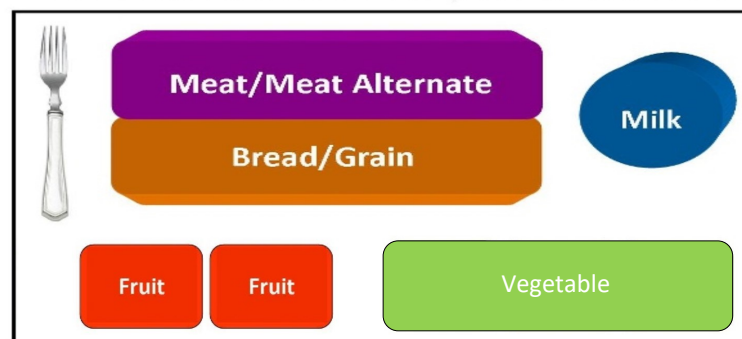 Meat/Meat Alternate
Milk
Bread/Grain
Fruit
Fruit
Vegetable